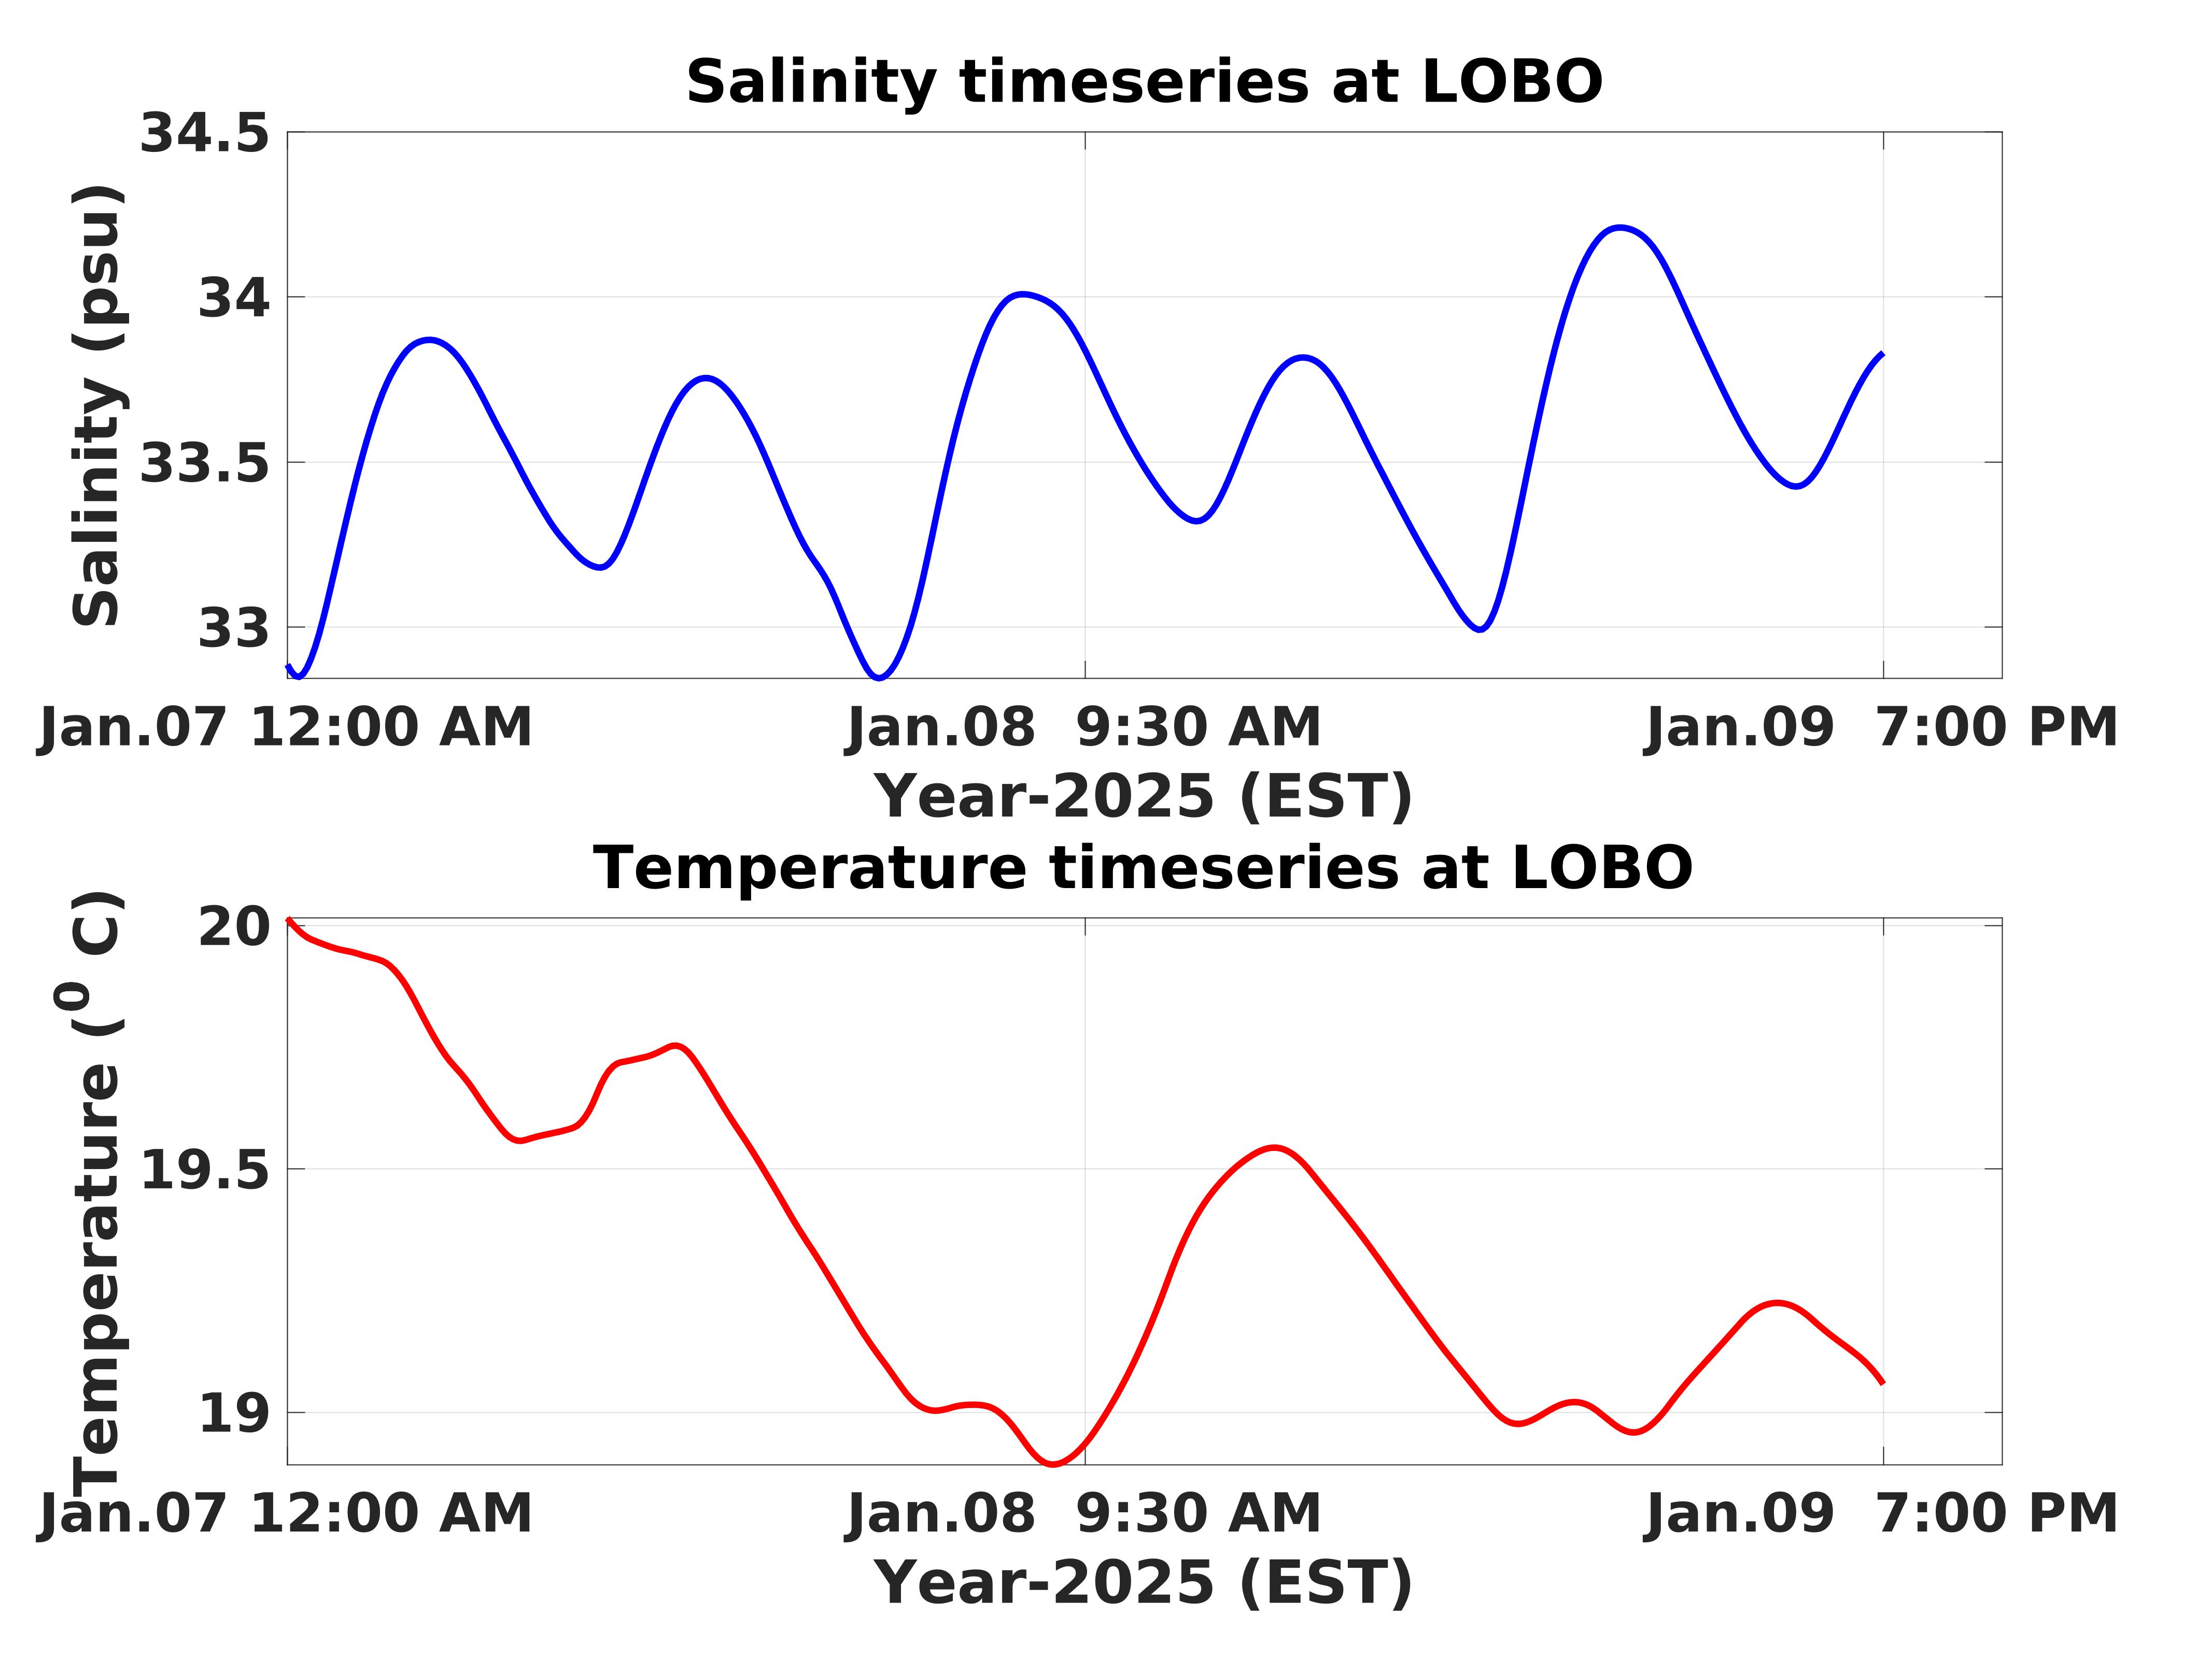 Salinity timeseries at LOBO
Salinity (psu)
34.5
34
33.5
33
Jan.07 12:00 AM
Jan.08  9:30 AM
Jan.09  7:00 PM
Year-2025 (EST)
Temperature timeseries at LOBO
Temperature (⁰ C)
20
19.5
19
Jan.07 12:00 AM
Jan.08  9:30 AM
Jan.09  7:00 PM
Year-2025 (EST)